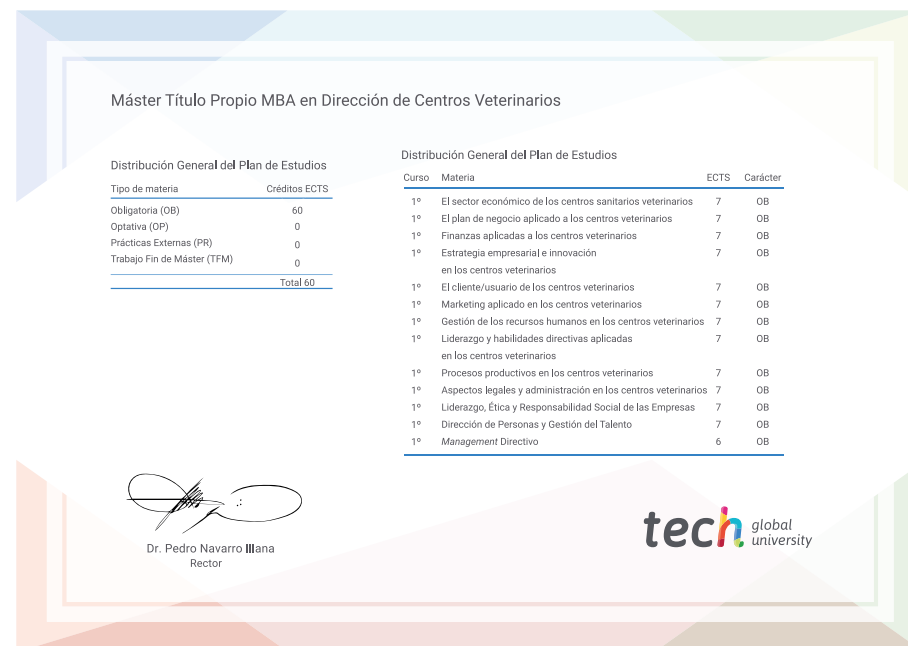 Máster Título Propio MBA en Dirección de Centros Veterinarios
Distribución General del Plan de Estudios
Tipo de materia Créditos ECTS
Obligatoria (OB) 60
Optativa (OP) 0
Prácticas Externas (PR) 0
Trabajo Fin de Máster (TFM) 0
Total 60
Distribución General del Plan de Estudios
Curso Materia ECTS Carácter
1º El sector económico de los centros sanitarios veterinarios 7 OB
1º El plan de negocio aplicado a los centros veterinarios 7 OB
1º Finanzas aplicadas a los centros veterinarios 7 OB
1º Estrategia empresarial e innovación 7 OB
en los centros veterinarios
1º El cliente/usuario de los centros veterinarios 7 OB
1º Marketing aplicado en los centros veterinarios 7 OB
1º Gestión de los recursos humanos en los centros veterinarios 7 OB
1º Liderazgo y habilidades directivas aplicadas 7 OB
en los centros veterinarios
1º Procesos productivos en los centros veterinarios 7 OB
1º Aspectos legales y administración en los centros veterinarios 7 OB
1º Liderazgo, Ética y Responsabilidad Social de las Empresas 7 OB
1º Dirección de Personas y Gestión del Talento 7 OB
1º Management Directivo 6 OB
Dr. Pedro Navarro Illana
Rector
tech global
university